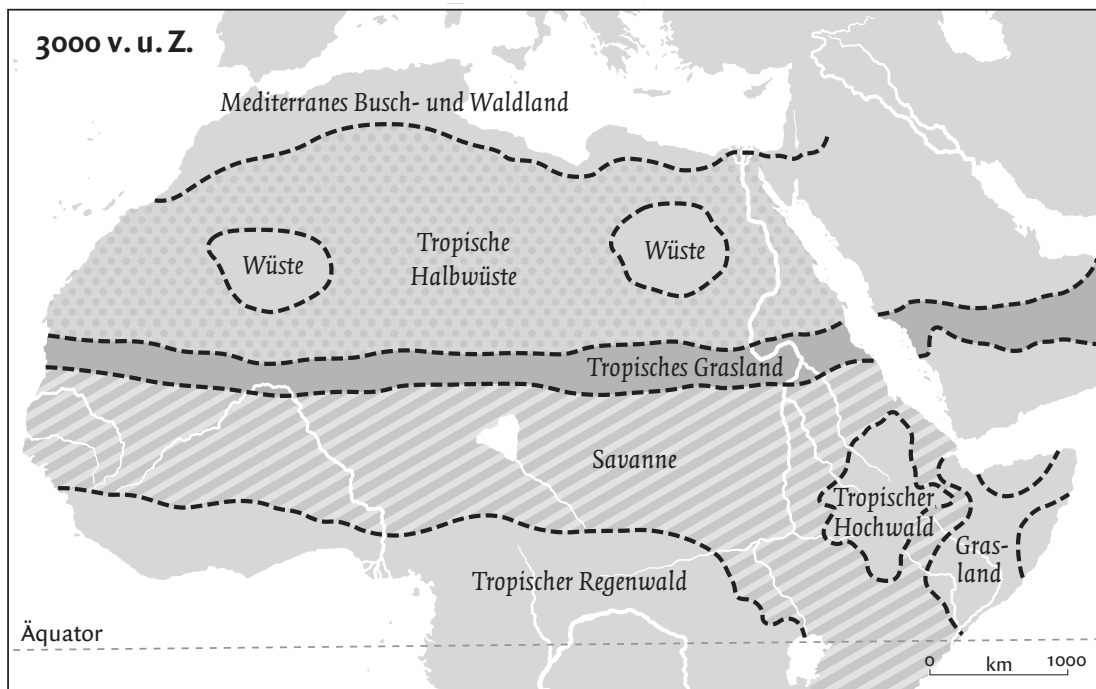 3000 v. u. Z.
Mediterranes Busch- und Waldland
Tropische
Halbwüste
Wüste
Wüste
Tropisches Grasland
Savanne
Tropischer
Hochwald
Gras-
land
Tropischer Regenwald
Äquator
0 km 1000